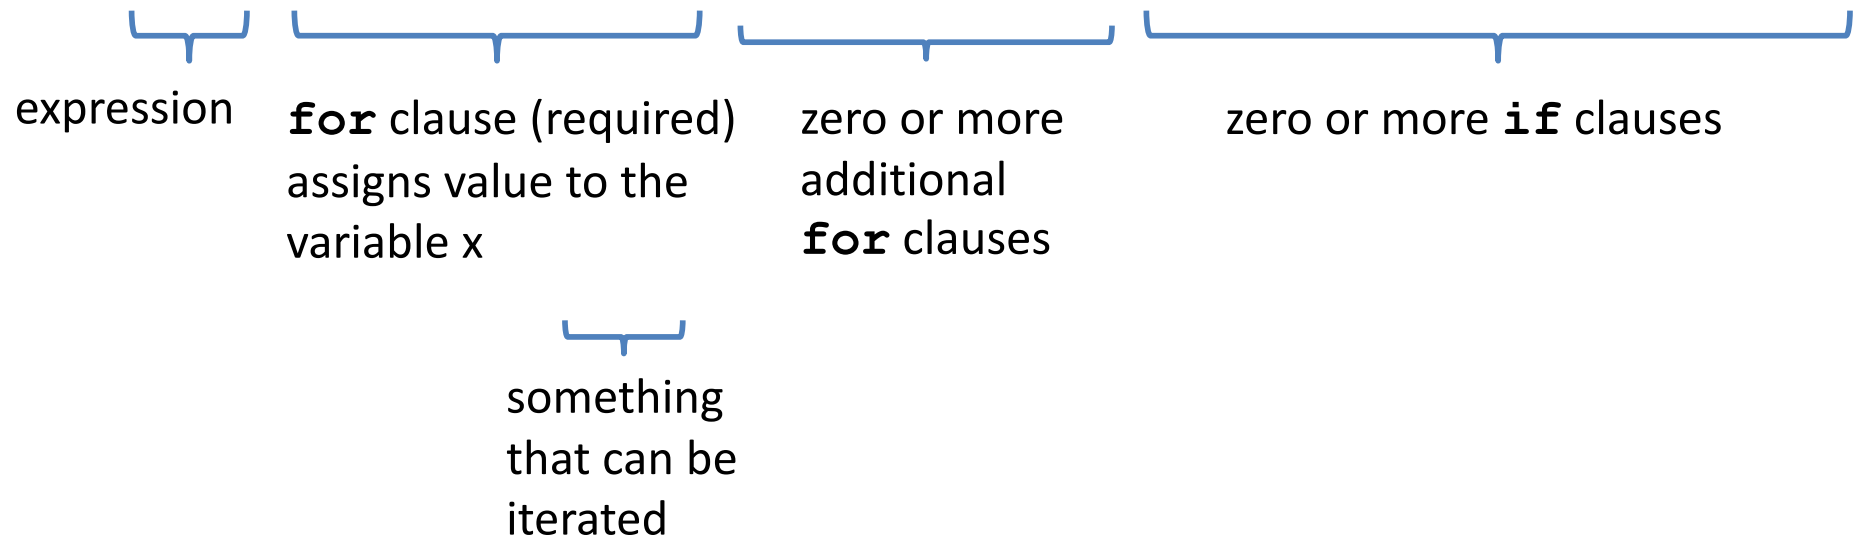 expression
for clause (required)
assigns value to the
variable x
zero or more
additional
for clauses
zero or more if clauses
something
that can be
iterated